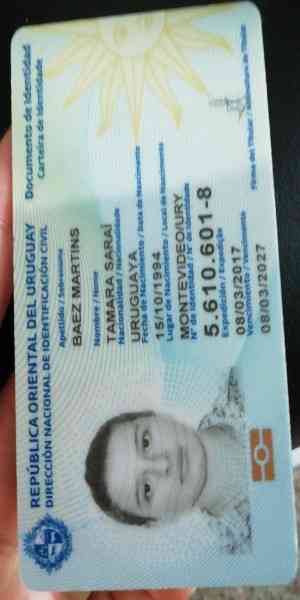 REPÚBLICA ORIENTAL DEL URUGUAY
DIRECCIÓN NACIONAL DE IDENTIFICACIÓN CIVIL
Documento de Identidad
Carteira de Identidade
Apellido / Sobrenome
BAEZ MARTINS
Nombre / Nome
TAMARA SARAÍ
Nacionalidad / Nacionalidade
URUGUAYA
Fecha de Nacimiento / Data de Nascimento
15/10/1994
Lugar de Nacimiento / Local de Nascimento
MONTEVIDEO/URY
N° de Identidad / N° de Identidade
5.610.601-8
Expedición / Expedição
08/03/2017
Vencimiento / Vencimento
08/03/2027
Firma del Titular / Assinatura do Titular